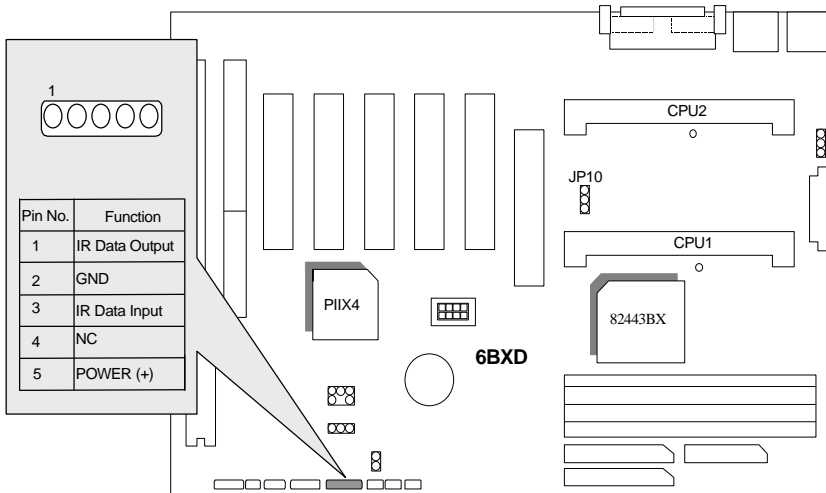 1
Pin No. Function
1 IR Data Output
2 GND
3 IR Data Input
4 NC
5 POWER (+)
CPU2
JP10
CPU1
PIIX4
82443BX
6BXD